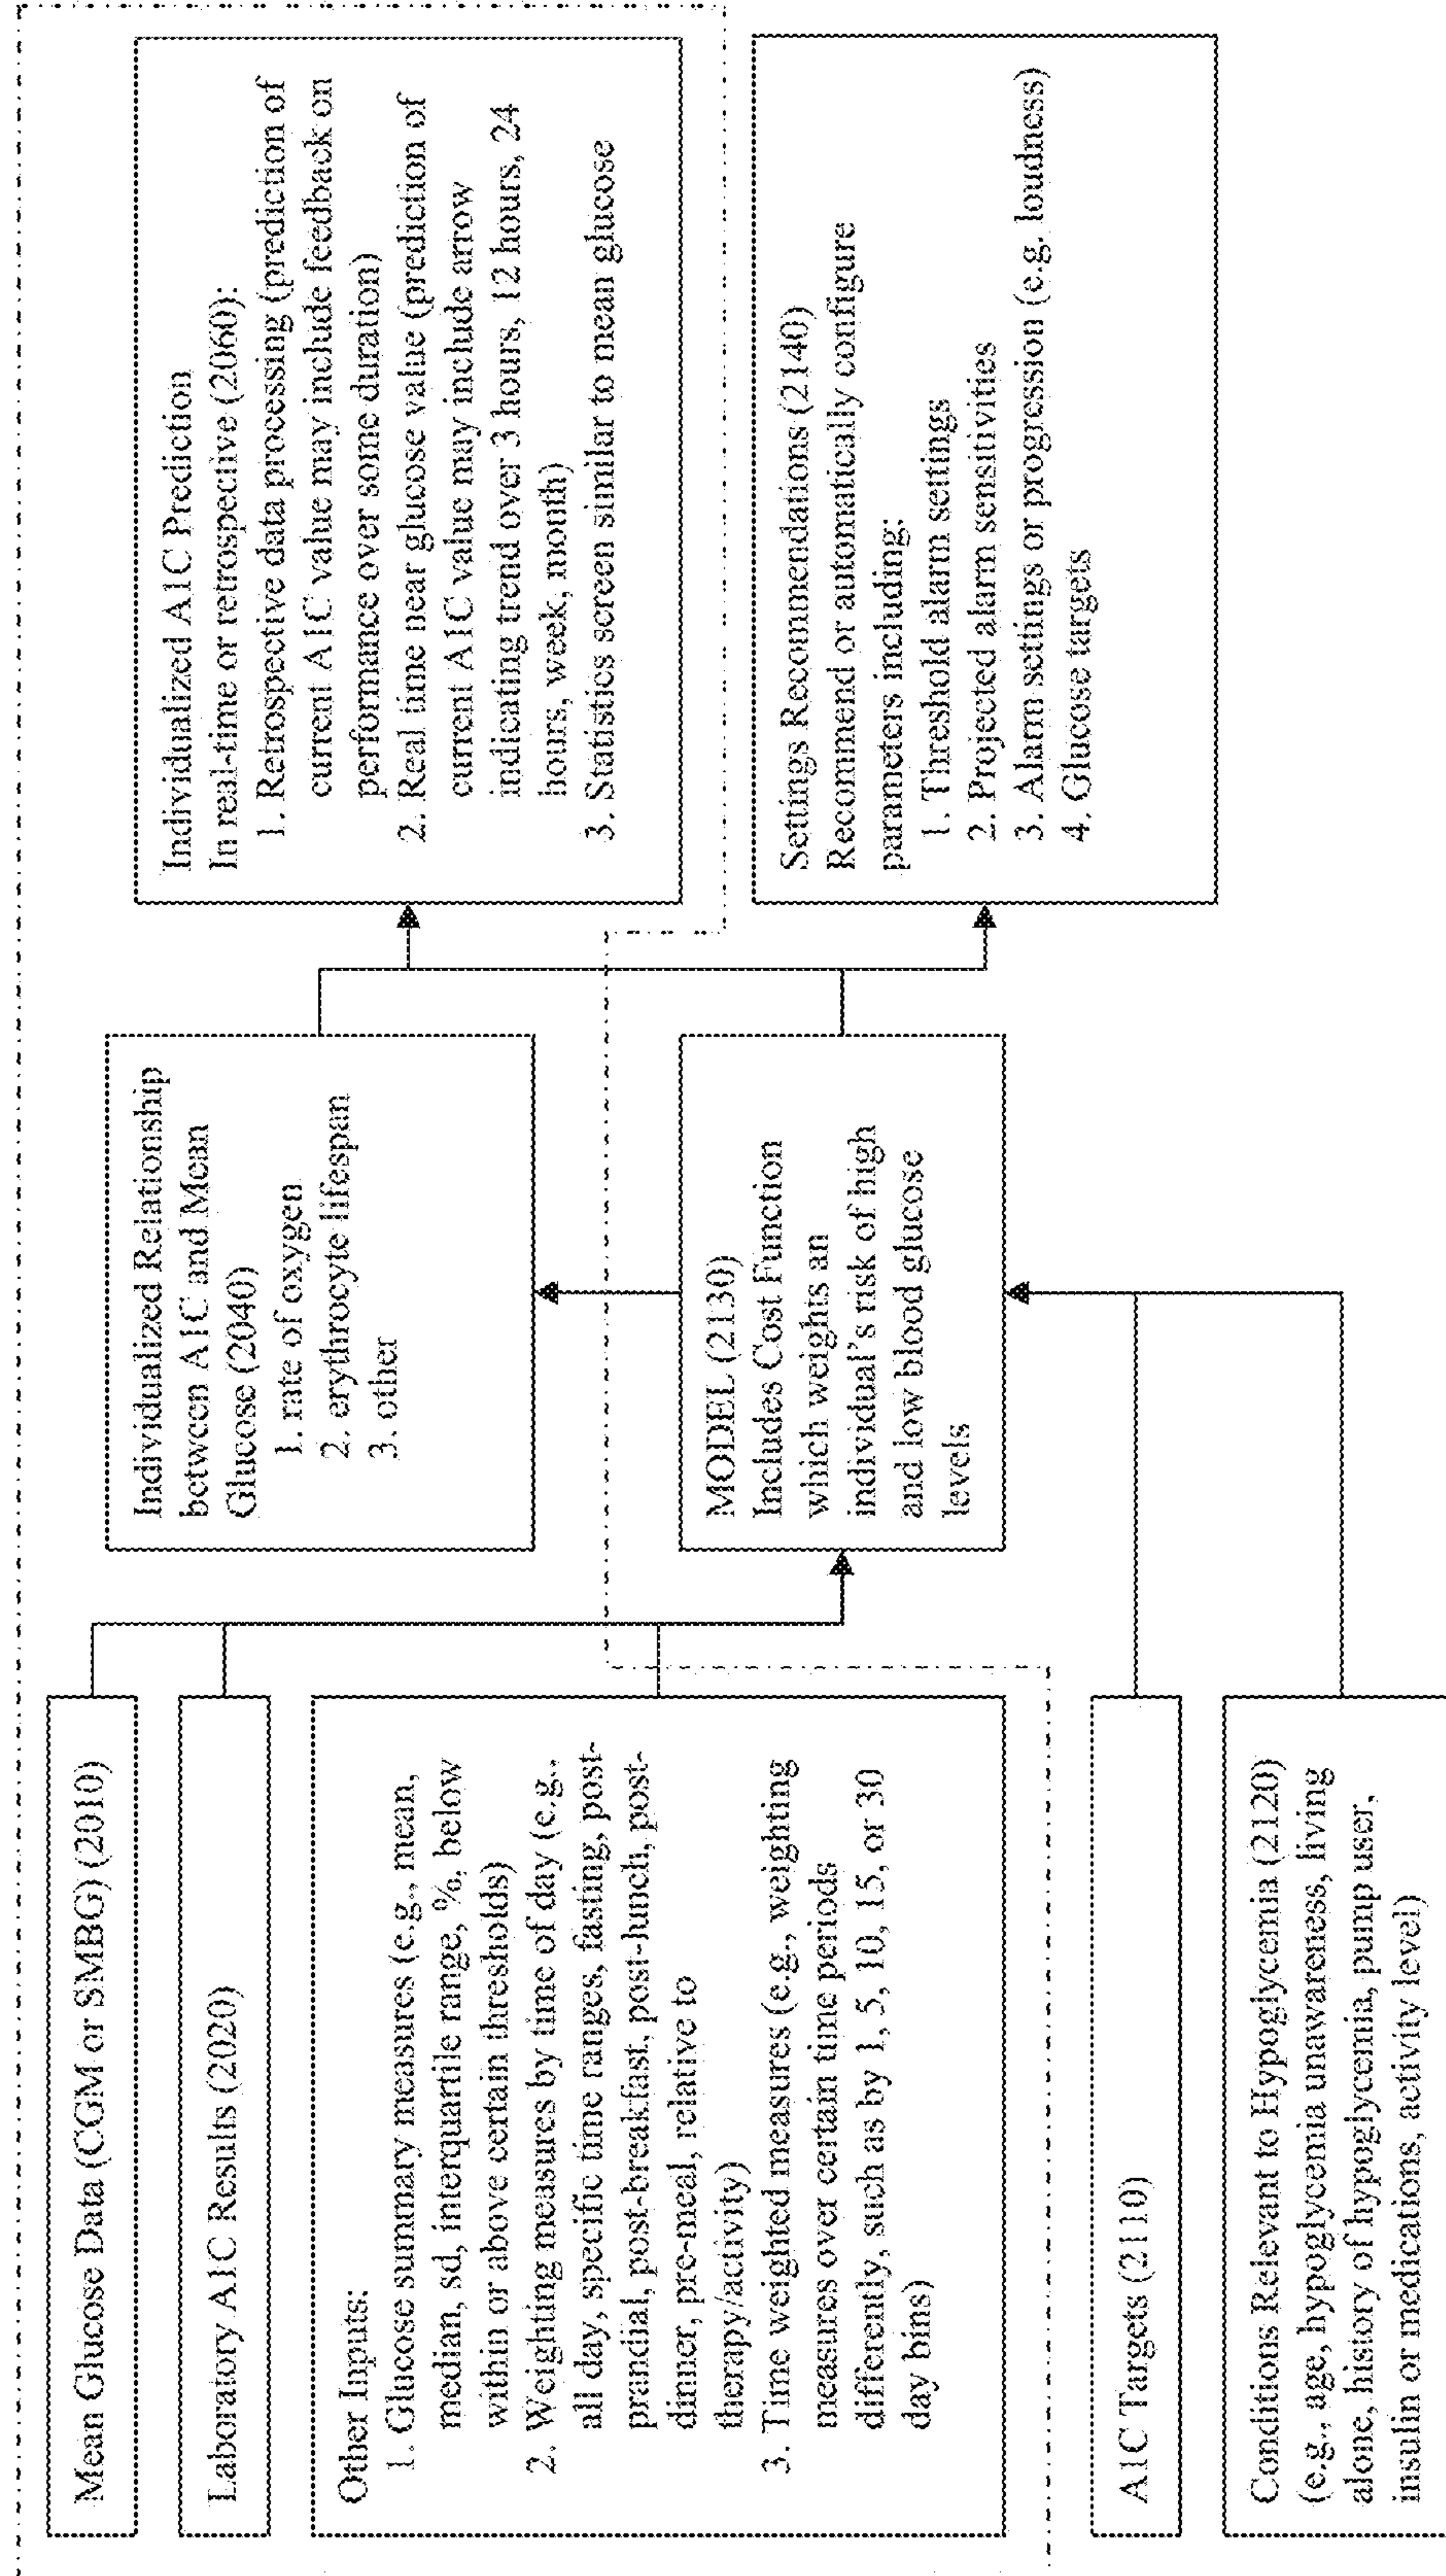 Mean Glucose Data (CGM or SMBG) (2010)
Laboratory A1C Results (2020)
Other Inputs:
1. Glucose summary measures (e.g., mean,
median, sd, interquartile range, %, below
within or above certain thresholds)
2. Weighting measures by time of day (e.g.,
all day, specific time ranges, fasting, post-
prandial, post-breakfast, post-lunch, post-
dinner, pre-meal, relative to
therapy/activity)
3. Time weighted measures (e.g., weighting
measures over certain time periods
differently, such as by 1, 5, 10, 15, or 30
day bins)
A1C Targets (2110)
Conditions Relevant to Hypoglycemia (2120)
(e.g., age, hypoglycemia unawareness, living
alone, history of hypoglycemia, pump user,
insulin or medications, activity level)
Individualized Relationship
between A1C and Mean
Glucose (2040)
1. rate of oxygen
2. erythrocyte lifespan
3. other
MODEL (2130)
Includes Cost Function
which weights an
individual's risk of high
and low blood glucose
levels
Individualized A1C Prediction
In real-time or retrospective (2060):
1. Retrospective data processing (prediction of
current A1C value may include feedback on
performance over some duration)
2. Real time near glucose value (prediction of
current A1C value may include arrow
indicating trend over 3 hours, 12 hours, 24
hours, week, month)
3. Statistics screen similar to mean glucose
Settings Recommendations (2140)
Recommend or automatically configure
parameters including:
1. Threshold alarm settings
2. Projected alarm sensitivities
3. Alarm settings or progression (e.g. loudness)
4. Glucose targets